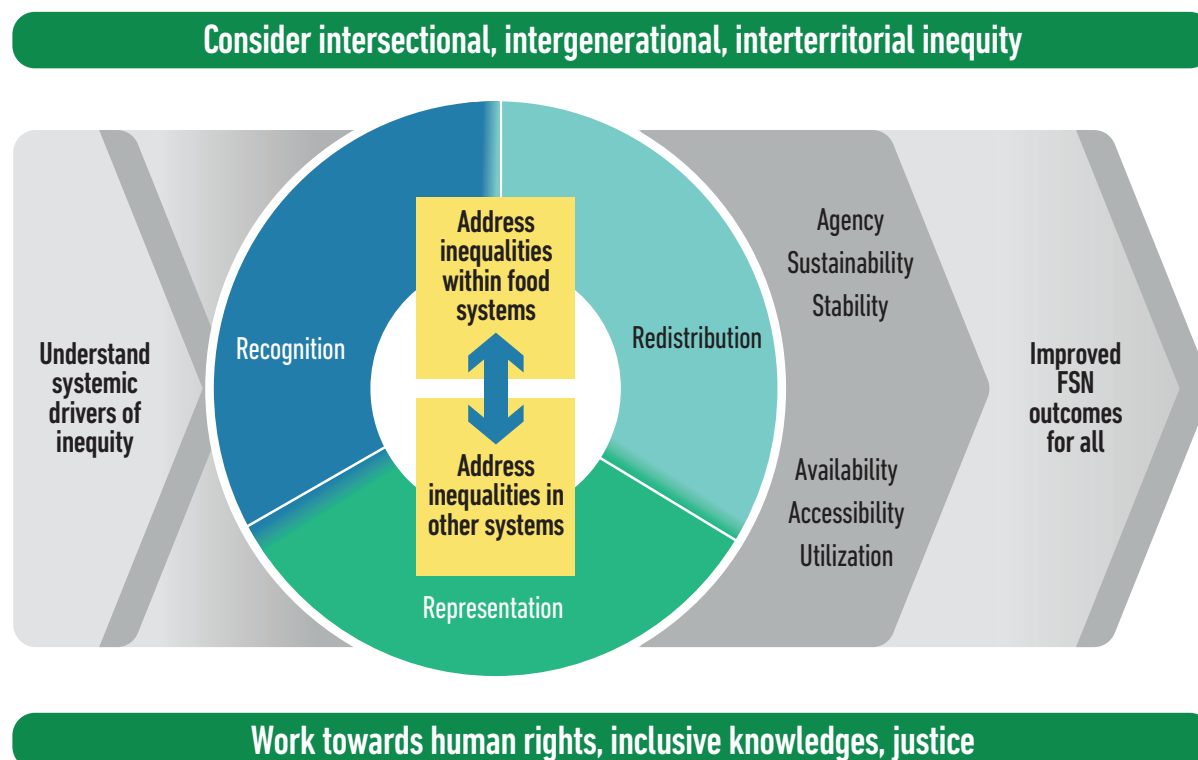 Consider intersectional, intergenerational, interterritorial inequity
Understand
systemic
drivers of
inequity
Recognition
Address
inequalities
within food
systems
Address
inequalities in
other systems
Redistribution
Representation
Agency
Sustainability
Stability
Availability
Accessibility
Utilization
Improved
FSN
outcomes
for all
Work towards human rights, inclusive knowledges, justice